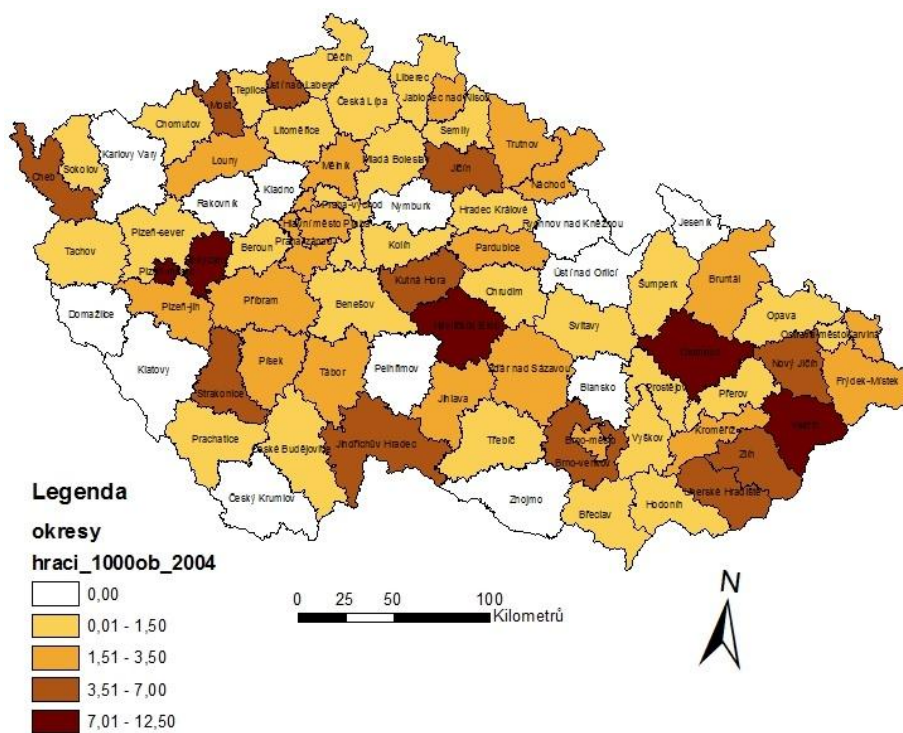 Děčín
Liberec
Teplice
Ústí nad Labem
Most
Česká Lípa
Jablonec nad Nisou
Chomutov
Litoměřice
Semily
Trutnov
Karlovy Vary
Louny
Mělník
Mladá Boleslav
Jičín
Sokolov
Cheb
Náchod
Kladno
Rakovník
Praha-východ
Nymburk
Hradec Králové
Rychnov nad Kněžnou
Jeseník
Hlavní město Praha
Praha-západ
Plzeň-sever
Beroun
Kolín
Pardubice
Tachov
Ústí nad Orlicí
Šumperk
Bruntál
Kutná Hora
Chrudim
Opava
Plzeň-jih
Příbram
Benešov
Domažlice
Svitavy
Ostrava-město
Karviná
Klatovy
Písek
Tábor
Pelhřimov
Žďár nad Sázavou
Blansko
Nový Jičín
Frýdek-Místek
Strakonice
Jihlava
Prostějov
Přerov
Prachatice
České Budějovice
Jindřichův Hradec
Třebíč
Brno-město
Brno-venkov
Vyškov
Kroměříž
Zlín
Uherské Hradiště
Český Krumlov
Znojmo
Břeclav
Hodonín
Legenda
okresy
hraci_1000ob_2004
0,00
0,01 - 1,50
1,51 - 3,50
3,51 - 7,00
7,01 - 12,50
0 25 50 100
Kilometrů
N